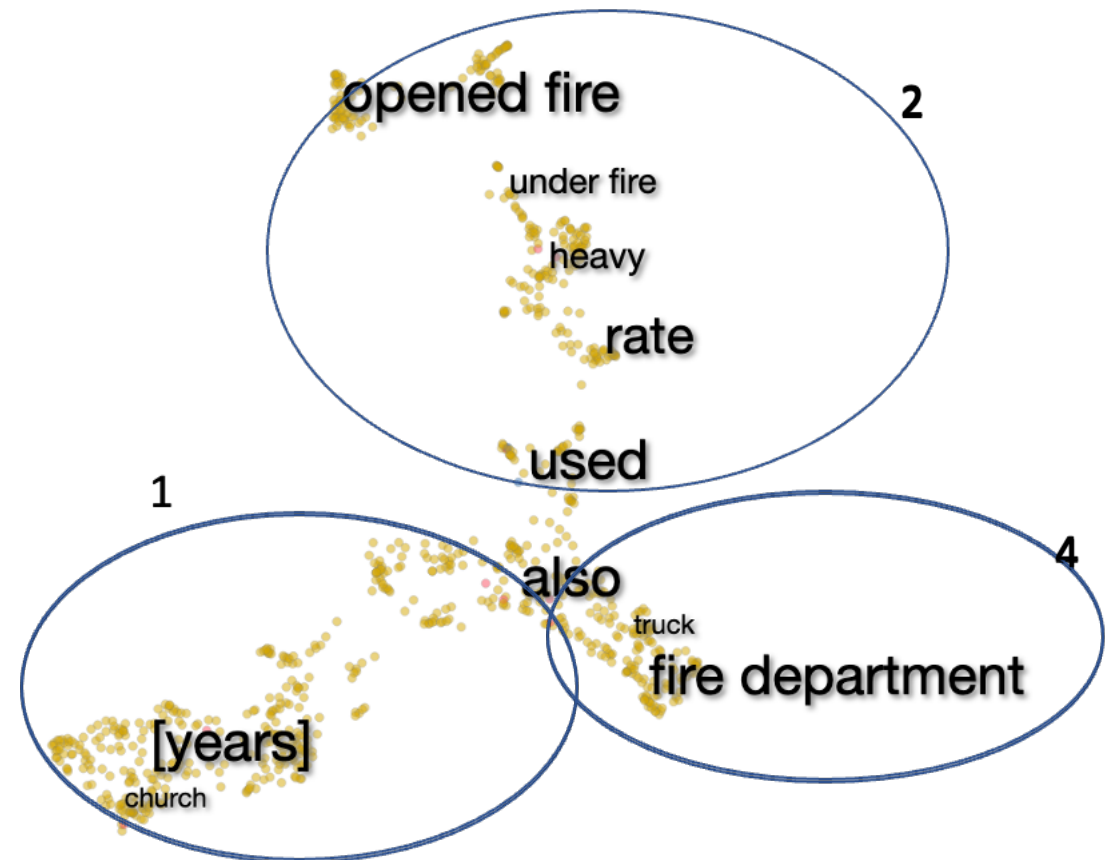 opened fire
2
under fire
heavy
rate
used
1
4
also
truck
fire department
[years]
church